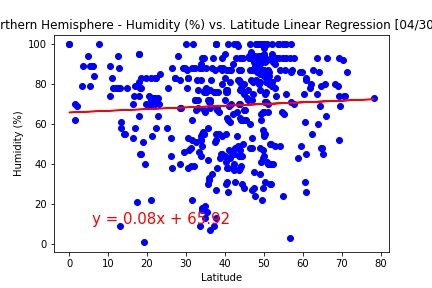 rthern Hemisphere - Humidity (%) vs. Latitude Linear Regression [04/30
100
80
60
40
20
0
Humidity (%)
y = 0.08x + 65.92
0 10 20 30 40 50 60 70 80
Latitude